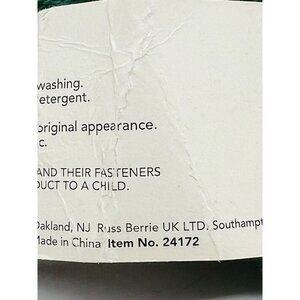 washing.
etergent.
original appearance.
c.
AND THEIR FASTENERS
DUCT TO A CHILD.
Oakland, NJ Russ Berrie UK LTD. Southampt
Made in China Item No. 24172